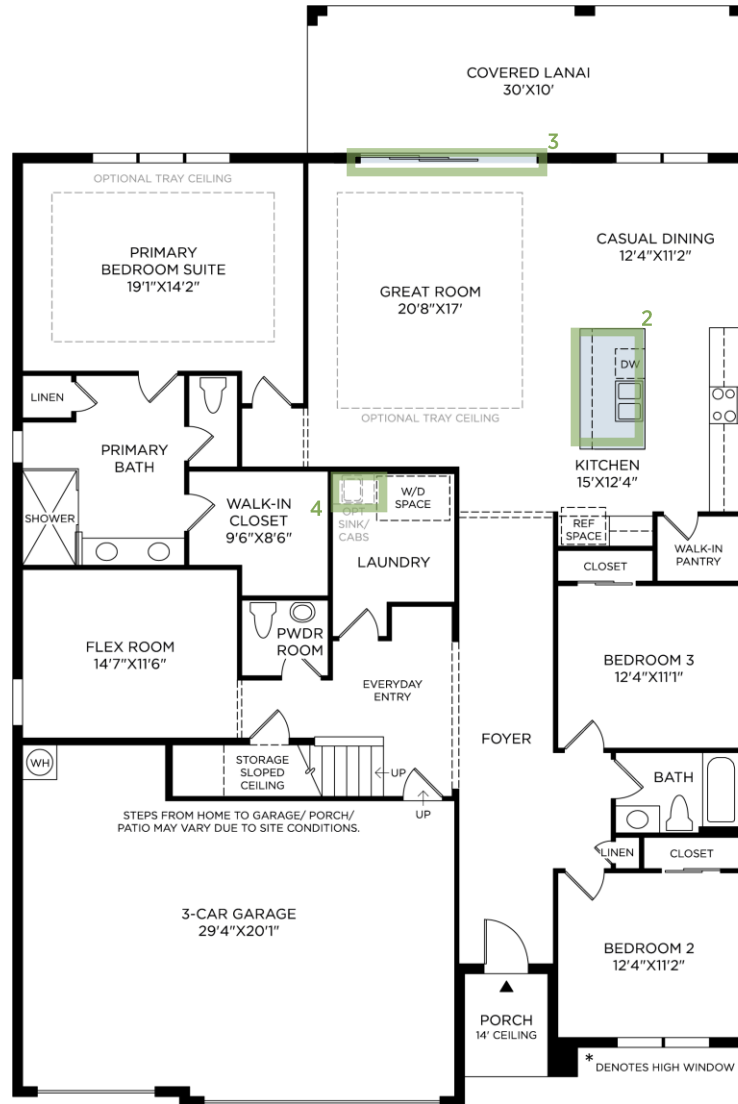 COVERED LANAI
30'X10'
3
OPTIONAL TRAY CEILING
PRIMARY
BEDROOM SUITE
19'1"X14'2"
GREAT ROOM
20'8"X17'
OPTIONAL TRAY CEILING
CASUAL DINING
12'4"X11'2"
2
DW
KITCHEN
15'X12'4"
LINEN
PRIMARY
BATH
SHOWER
WALK-IN
CLOSET
9'6"X8'6"
4
OPT
SINK/
CABS
W/D
SPACE
LAUNDRY
REF
SPACE
WALK-IN
PANTRY
CLOSET
FLEX ROOM
14'7"X11'6"
PWDR
ROOM
EVERYDAY
ENTRY
FOYER
BEDROOM 3
12'4"X11'1"
WH
STORAGE
SLOPED
CEILING
UP
UP
BATH
STEPS FROM HOME TO GARAGE/ PORCH/
PATIO MAY VARY DUE TO SITE CONDITIONS.
LINEN
CLOSET
3-CAR GARAGE
29'4"X20'1"
BEDROOM 2
12'4"X11'2"
PORCH
14' CEILING
* DENOTES HIGH WINDOW